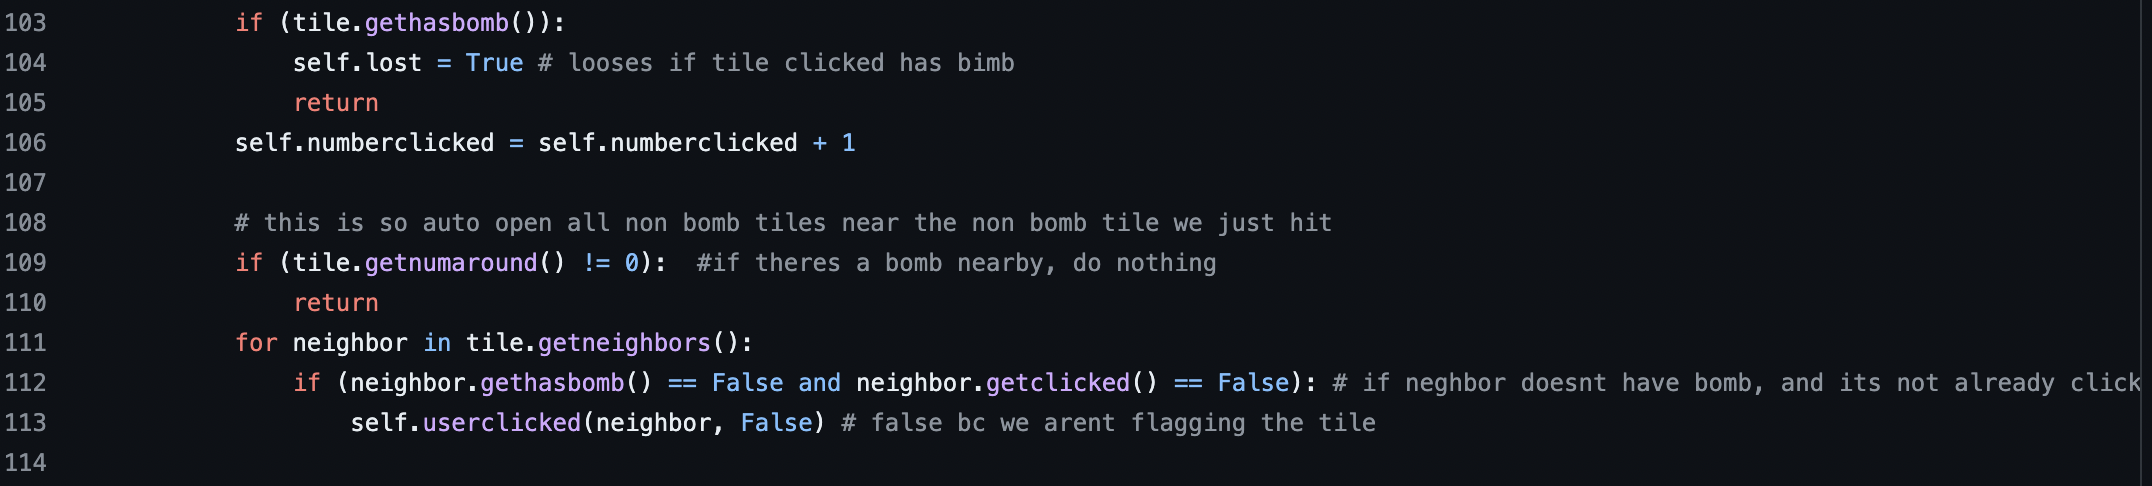 103 if (tile.gethasbomb()):
104 self.lost = True # looses if tile clicked has bimb
105 return
106 self.numberclicked = self.numberclicked + 1
107
108 # this is so auto open all non bomb tiles near the non bomb tile we just hit
109 if (tile.getnumaround() != 0):  #if theres a bomb nearby, do nothing
110 return
111 for neighbor in tile.getneighbors():
112 if (neighbor.gethasbomb() == False and neighbor.getclicked() == False): # if neghbor doesnt have bomb, and its not already click
113 self.userclicked(neighbor, False) # false bc we arent flagging the tile
114